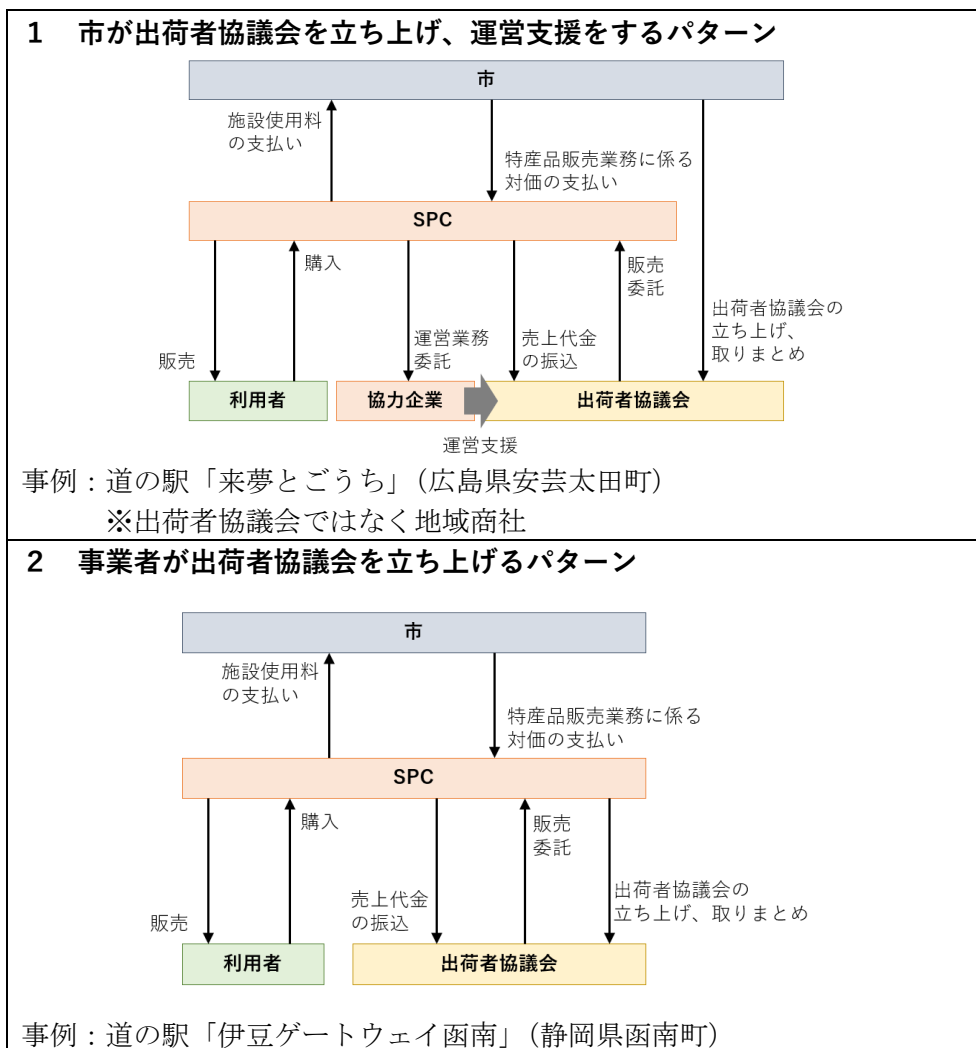 1 市が出荷者協議会を立ち上げ、運営支援をするパターン
市
施設使用料
の支払い
特産品販売業務に係る
対価の支払い
SPC
購入
販売
委託
出荷者協議会の
立ち上げ、
取りまとめ
販売
運営業務
委託
売上代金
の振込
利用者
協力企業
出荷者協議会
運営支援
事例：道の駅「来夢とごうち」（広島県安芸太田町）
※出荷者協議会ではなく地域商社
2 事業者が出荷者協議会を立ち上げるパターン
市
施設使用料
の支払い
特産品販売業務に係る
対価の支払い
SPC
購入
販売
委託
売上代金
の振込
出荷者協議会の
立ち上げ、取りまとめ
販売
利用者
出荷者協議会
事例：道の駅「伊豆ゲートウェイ函南」（静岡県函南町）